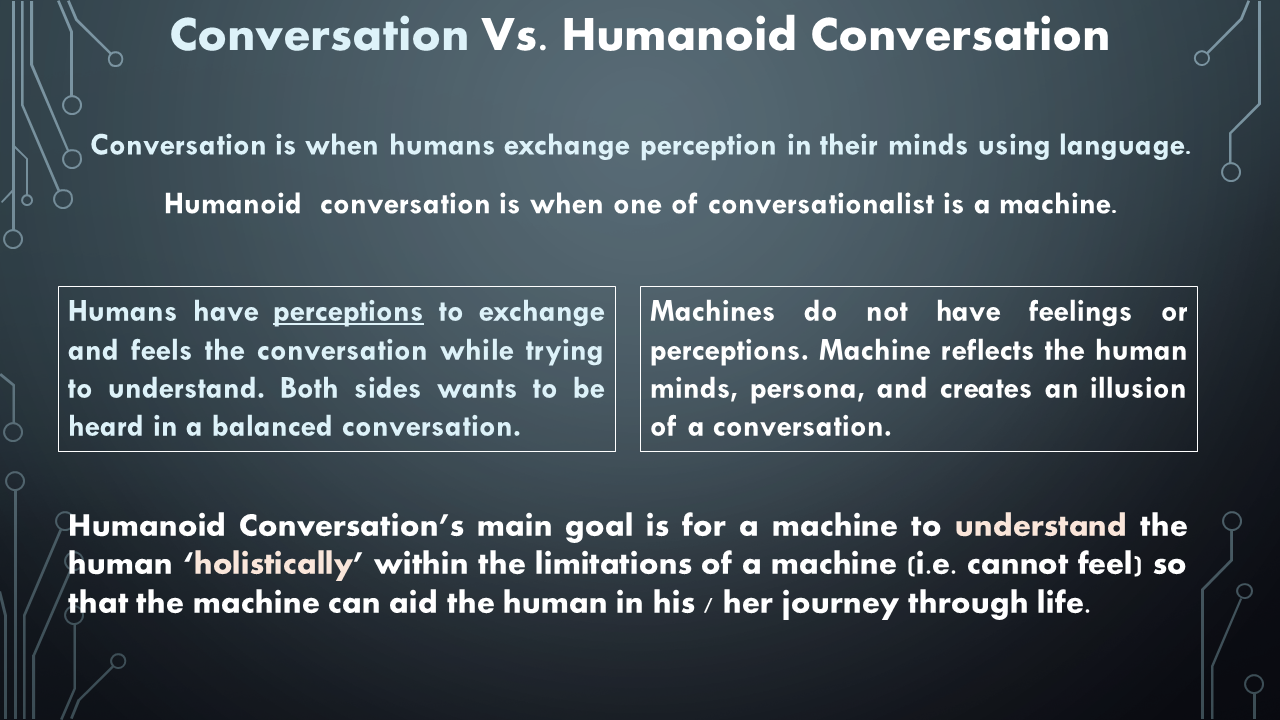 Conversation Vs. Humanoid Conversation
Conversation is when humans exchange perception in their minds using language.
Humanoid conversation is when one of conversationalist is a machine.
Humans have perceptions to exchange
and feels the conversation while trying
to understand. Both sides wants to be
heard in a balanced conversation.
Machines do not have feelings or
perceptions. Machine reflects the human
minds, persona, and creates an illusion
of a conversation.
Humanoid Conversation’s main goal is for a machine to understand the
human ‘holistically’ within the limitations of a machine (i.e. cannot feel) so
that the machine can aid the human in his / her journey through life.